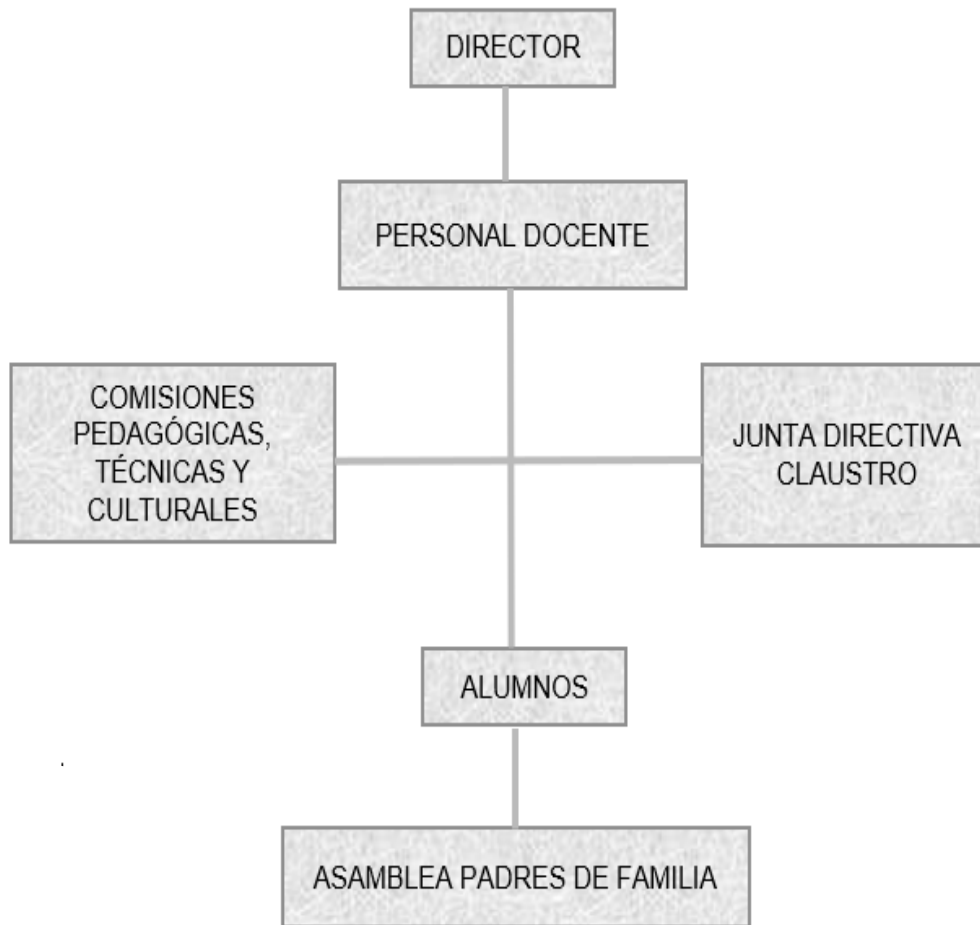 DIRECTOR
PERSONAL DOCENTE
COMISIONES
PEDAGÓGICAS,
TÉCNICAS Y
CULTURALES
JUNTA DIRECTIVA
CLAUSTRO
ALUMNOS
ASAMBLEA PADRES DE FAMILIA